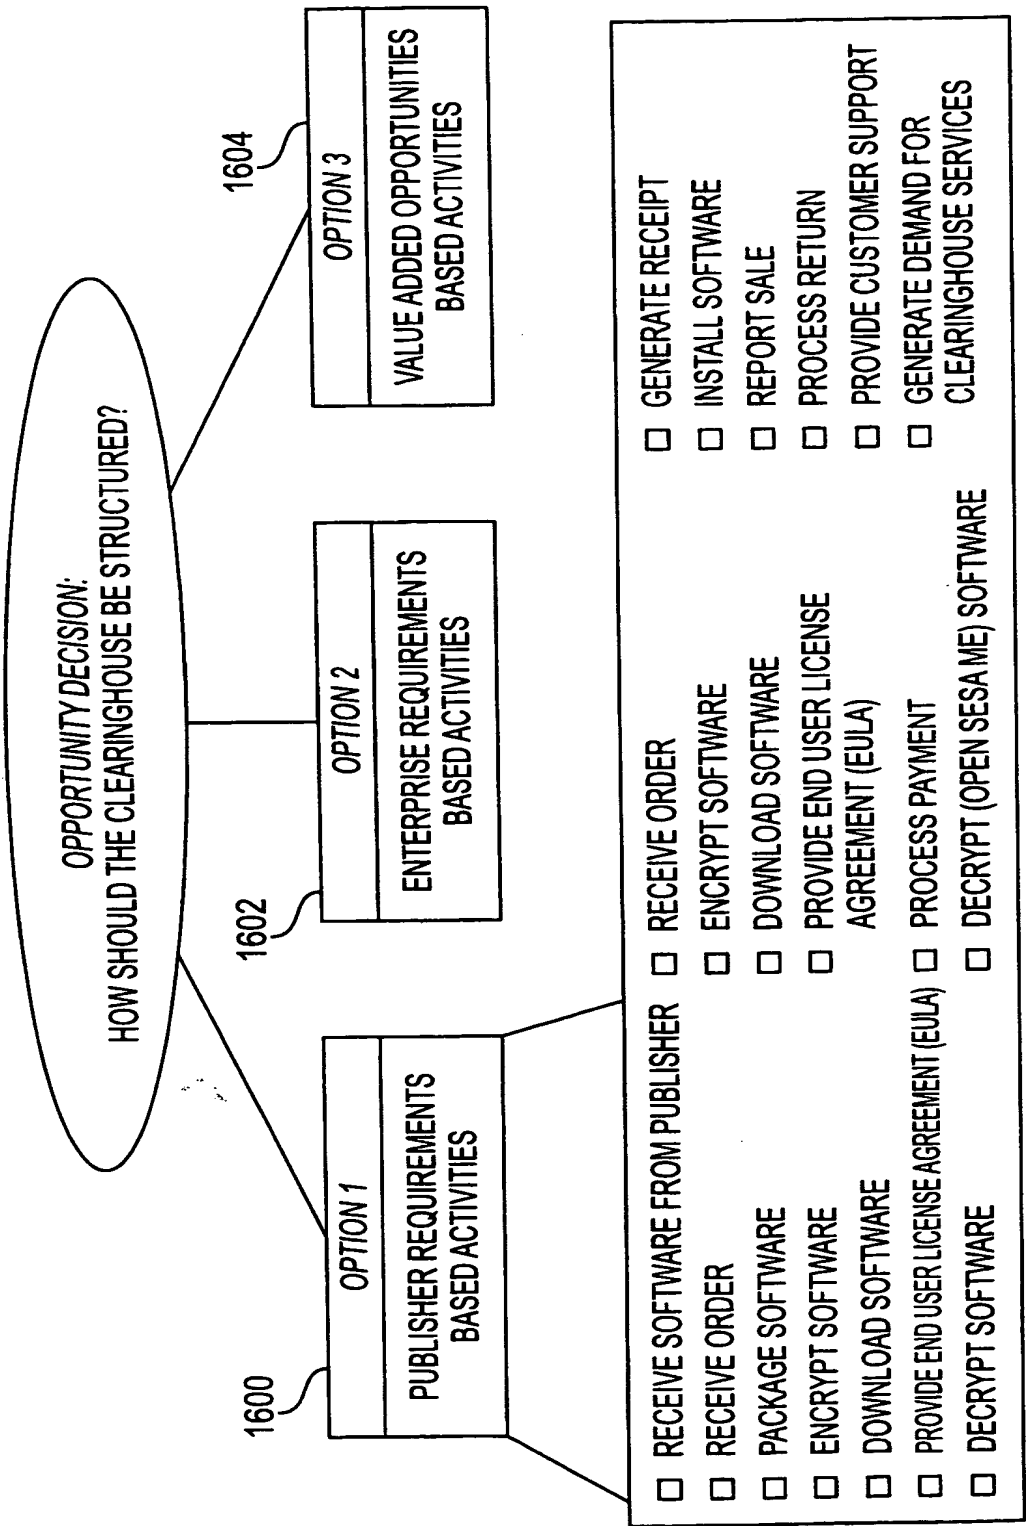 OPPORTUNITY DECISION:
HOW SHOULD THE CLEARINGHOUSE BE STRUCTURED?
1600
OPTION 1
PUBLISHER REQUIREMENTS
BASED ACTIVITIES
1602
OPTION 2
ENTERPRISE REQUIREMENTS
BASED ACTIVITIES
1604
OPTION 3
VALUE ADDED OPPORTUNITIES
BASED ACTIVITIES
RECEIVE SOFTWARE FROM PUBLISHER
RECEIVE ORDER
PACKAGE SOFTWARE
ENCRYPT SOFTWARE
DOWNLOAD SOFTWARE
PROVIDE END USER LICENSE AGREEMENT (EULA)
DECRYPT SOFTWARE
RECEIVE ORDER
ENCRYPT SOFTWARE
DOWNLOAD SOFTWARE
PROVIDE END USER LICENSE
AGREEMENT (EULA)
PROCESS PAYMENT
DECRYPT (OPEN SESAME) SOFTWARE
GENERATE RECEIPT
INSTALL SOFTWARE
REPORT SALE
PROCESS RETURN
PROVIDE CUSTOMER SUPPORT
GENERATE DEMAND FOR
CLEARINGHOUSE SERVICES